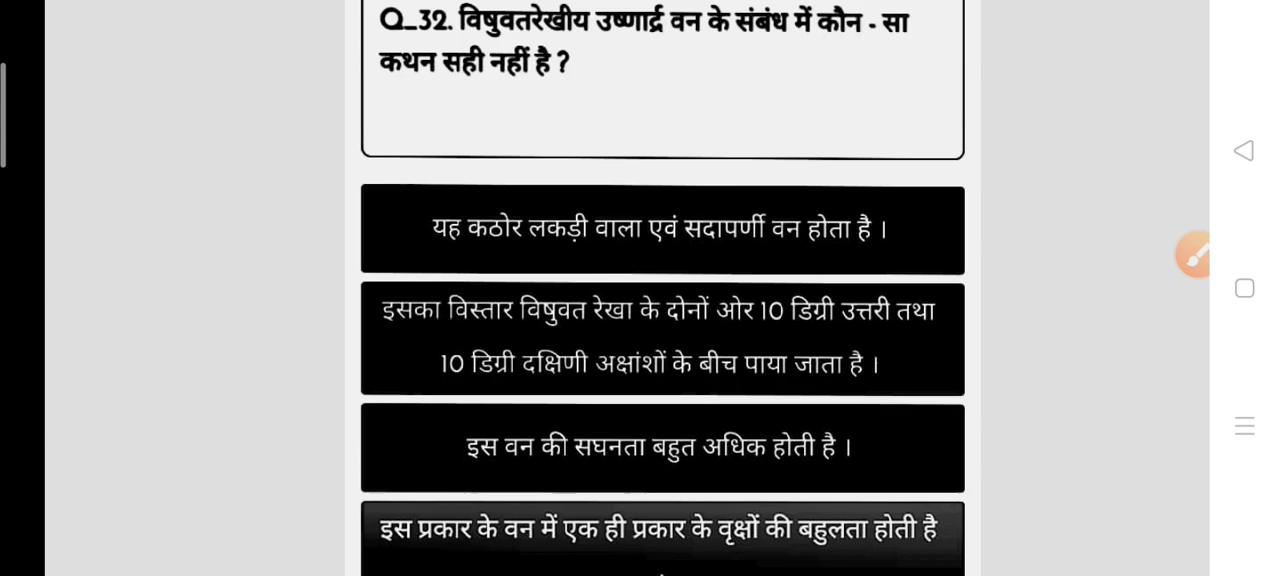 Q_32. विषुवतरेखीय उष्णार्द्र वन के संबंध में कौन - सा
कथन सही नहीं है ?
यह कठोर लकड़ी वाला एवं सदापर्णी वन होता है ।
इसका विस्तार विषुवत रेखा के दोनों ओर 10 डिग्री उत्तरी तथा
10 डिग्री दक्षिणी अक्षांशों के बीच पाया जाता है ।
इस वन की सघनता बहुत अधिक होती है ।
इस प्रकार के वन में एक ही प्रकार के वृक्षों की बहुलता होती है